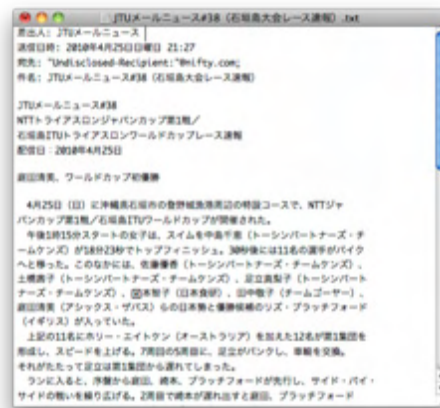 JTUメールニュース#38（石垣島大会レース速報）.txt
差出人: JTUメールニュース
送信日時: 2010年4月25日日曜日 21:27
宛先: "Undisclosed-Recipient:"@nifty.com;
件名: JTUメールニュース#38（石垣島大会レース速報）
JTUメールニュース#38
NTTトライアスロンジャパンカップ第1戦／
石垣島ITUトライアスロンワールドカップレース速報
配信日：2010年4月25日
庭田清美、ワールドカップ初優勝
4月25日（日）に沖縄県石垣市の登野城漁港周辺の特設コースで、NTTジャ
パンカップ第1戦／石垣島ITUワールドカップが開催された。
午後1時15分スタートの女子は、スイムを中島千恵（トーシンパートナーズ・チ
ームケンズ）が18分23秒でトップフィニッシュ。30秒後には11名の選手がバイク
へと移った。このなかには、佐藤優香（トーシンパートナーズ・チームケンズ）、
土橋茜子（トーシンパートナーズ・チームケンズ）、足立真梨子（トーシンパート
ナーズ・チームケンズ）、本智子（日本食研）、田中敬子（チームゴーヤー）、
庭田清美（アシックス・ザバス）らの日本勢と優勝候補のリズ・ブラッチフォード
（イギリス）が入っていた。
上記の11名にホリー・エイトケン（オーストラリア）を加えた12名が第1集団を
形成し、スピードを上げる。7周回の5周目に、足立がパンクし、車輪を交換。
それがたたって足立は第1集団から遅れてしまった。
ランに入ると、序盤から庭田、崎本、ブラッチフォードが先行し、サイド・バイ・
サイドの戦いを繰り広げる。2周目で崎本が遅れ出すと庭田、ブラッチフォード